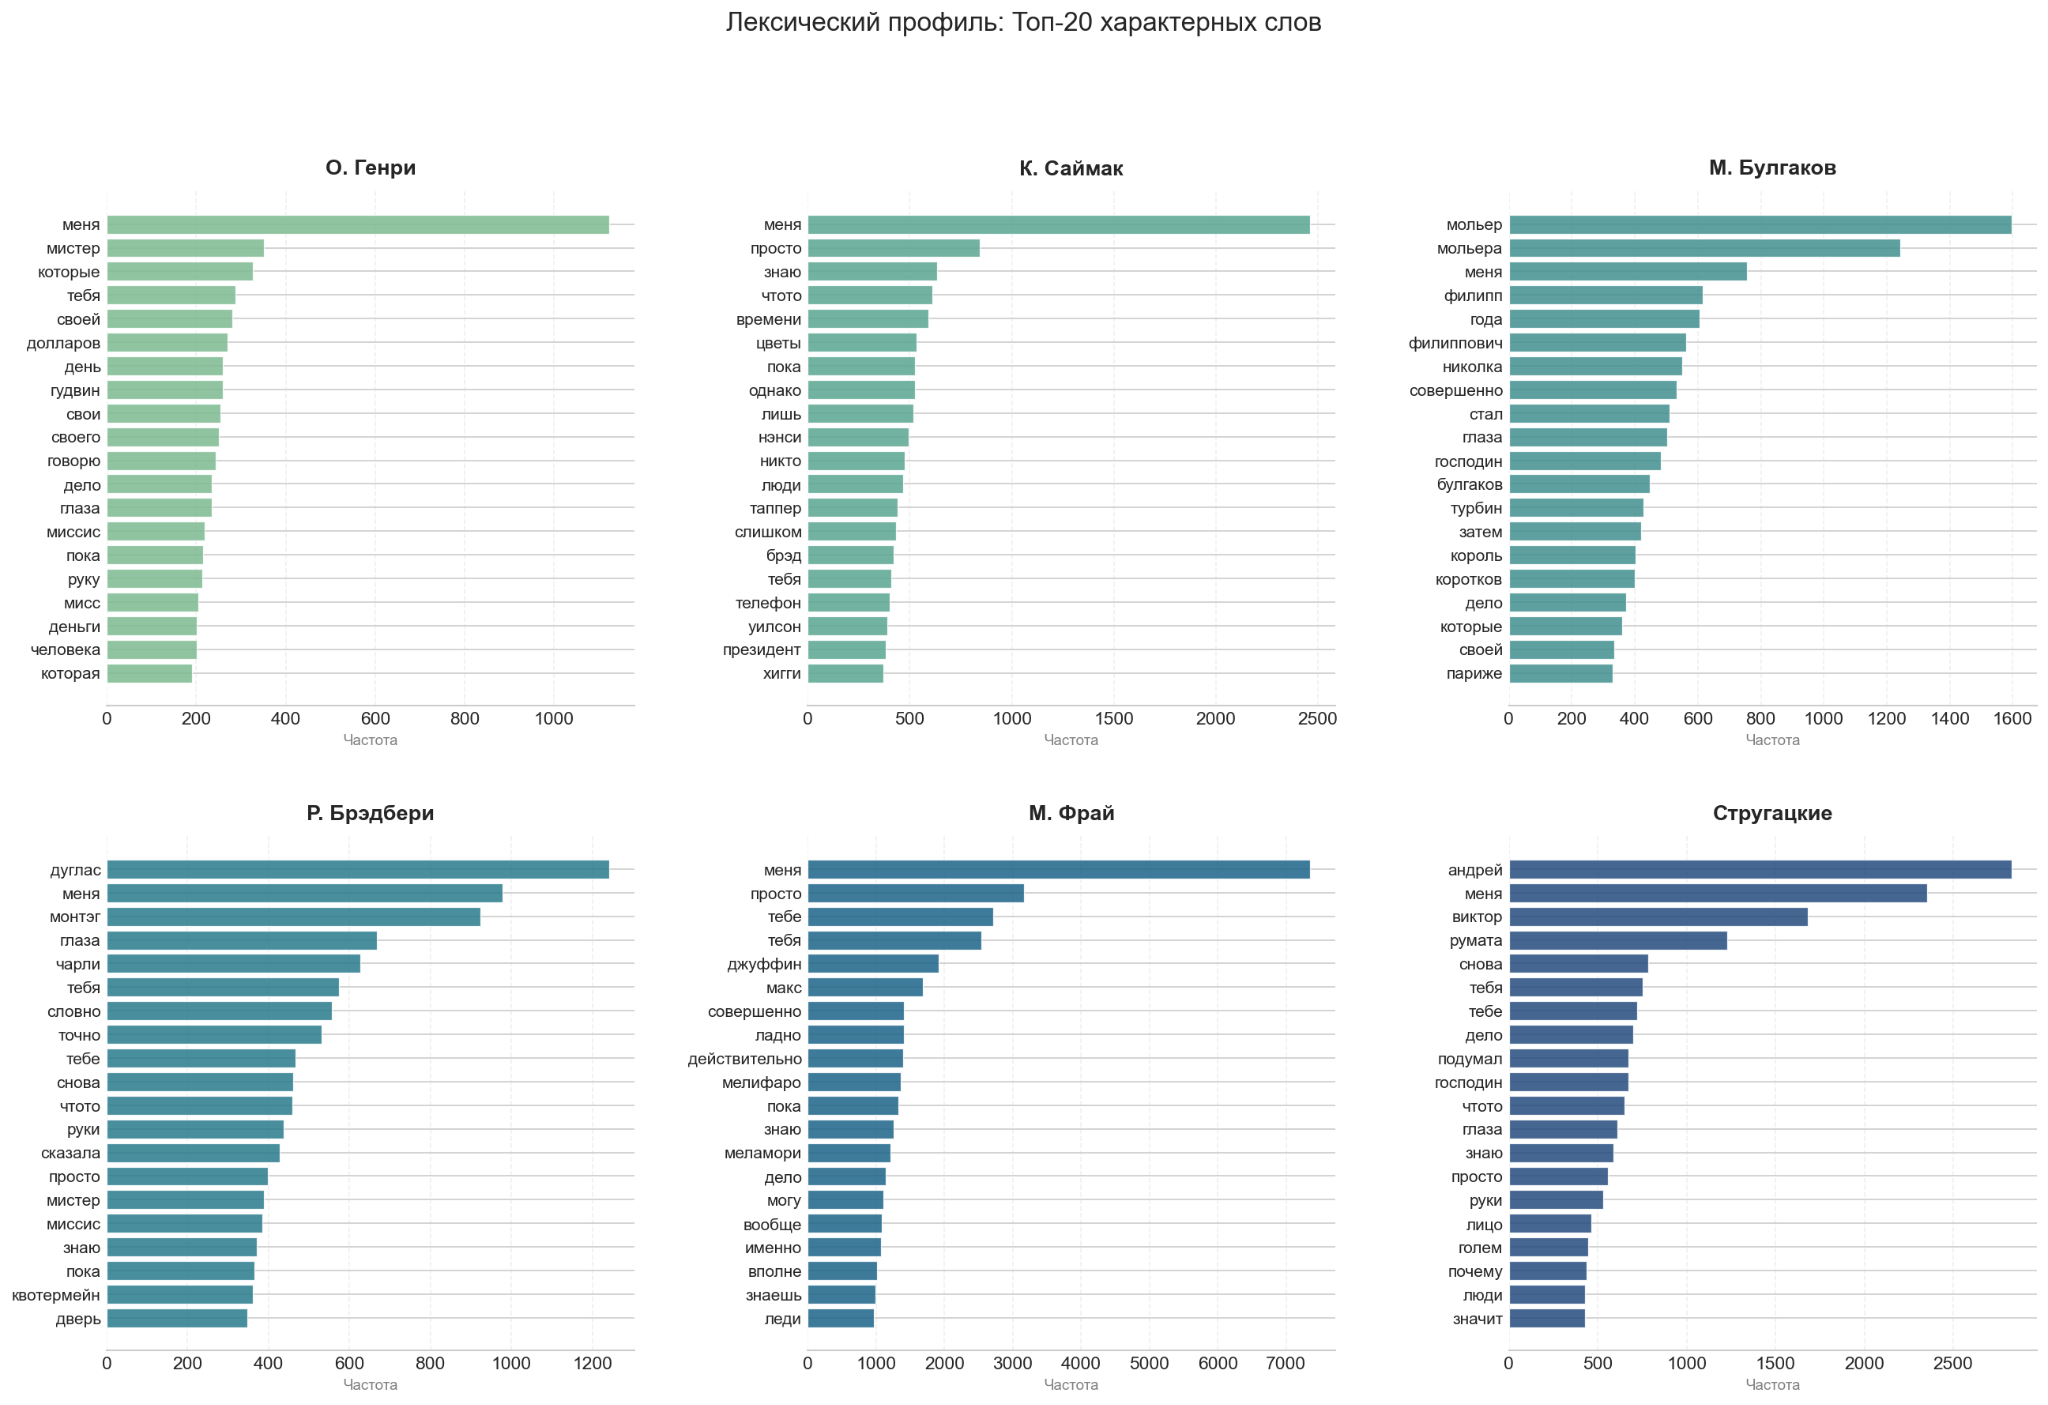 Лексический профиль: Топ-20 характерных слов
О. Генри
меня
мистер
которые
тебя
своей
долларов
день
гудвин
свои
своего
говорю
дело
глаза
миссис
пока
руку
мисс
деньги
человека
которая
0 200 400 600 800 1000
Частота
К. Саймак
меня
просто
знаю
чтото
времени
цветы
пока
однако
лишь
нэнси
никто
люди
таппер
слишком
брэд
тебя
телефон
уилсон
президент
хигги
0 500 1000 1500 2000 2500
Частота
М. Булгаков
мольер
мольера
меня
филипп
года
филиппович
николка
совершенно
стал
глаза
господин
булгаков
турбин
затем
король
коротков
дело
которые
своей
париже
0 200 400 600 800 1000 1200 1400 1600
Частота
Р. Брэдбери
дуглас
меня
монтэг
глаза
чарли
тебя
словно
точно
тебе
снова
чтото
руки
сказала
просто
мистер
миссис
знаю
пока
квотермейн
дверь
0 200 400 600 800 1000 1200
Частота
М. Фрай
меня
просто
тебе
тебя
джуффин
макс
совершенно
ладно
действительно
мелифаро
пока
знаю
меламори
дело
могу
вообще
именно
вполне
знаешь
леди
0 1000 2000 3000 4000 5000 6000 7000
Частота
Стругацкие
андрей
меня
виктор
румата
снова
тебя
тебе
дело
подумал
господин
чтото
глаза
знаю
просто
руки
лицо
голем
почему
люди
значит
0 500 1000 1500 2000 2500
Частота